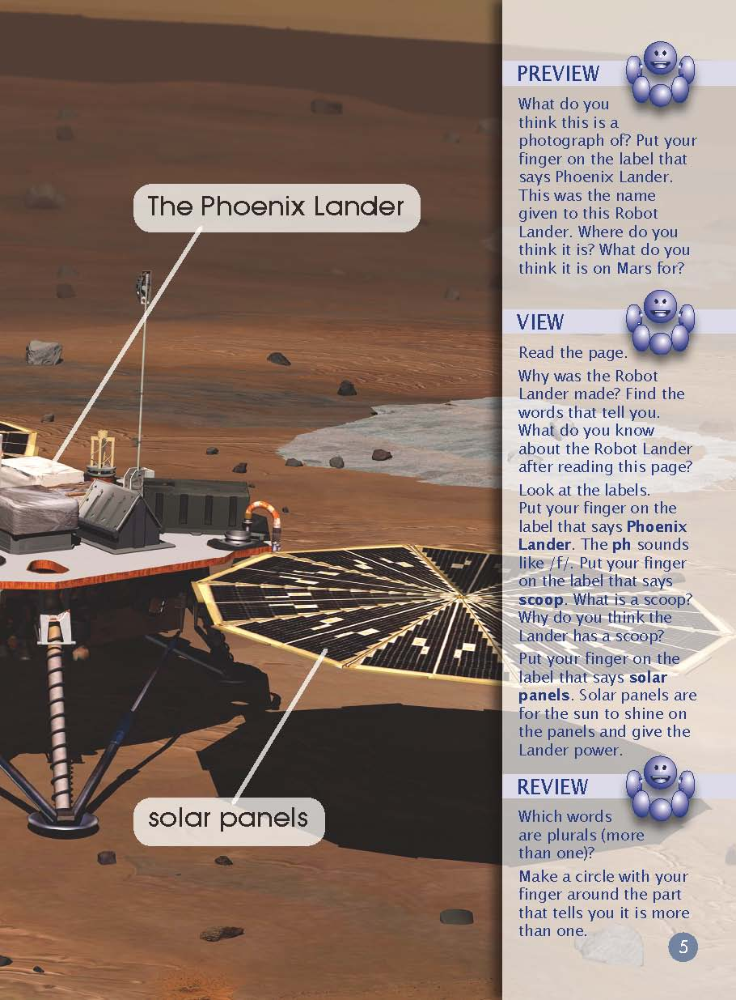 The Phoenix Lander
solar panels
PREVIEW
What do you
think this is a
photograph of? Put your
finger on the label that
says Phoenix Lander.
This was the name
given to this Robot
Lander. Where do you
think it is? What do you
think it is on Mars for?
VIEW
Read the page.
Why was the Robot
Lander made? Find the
words that tell you.
What do you know
about the Robot Lander
after reading this page?
Look at the labels.
Put your finger on the
label that says Phoenix
Lander. The ph sounds
like /f/. Put your finger
on the label that says
scoop. What is a scoop?
Why do you think the
Lander has a scoop?
Put your finger on the
label that says solar
panels. Solar panels are
for the sun to shine on
the panels and give the
Lander power.
REVIEW
Which words
are plurals (more
than one)?
Make a circle with your
finger around the part
that tells you it is more
than one.
5